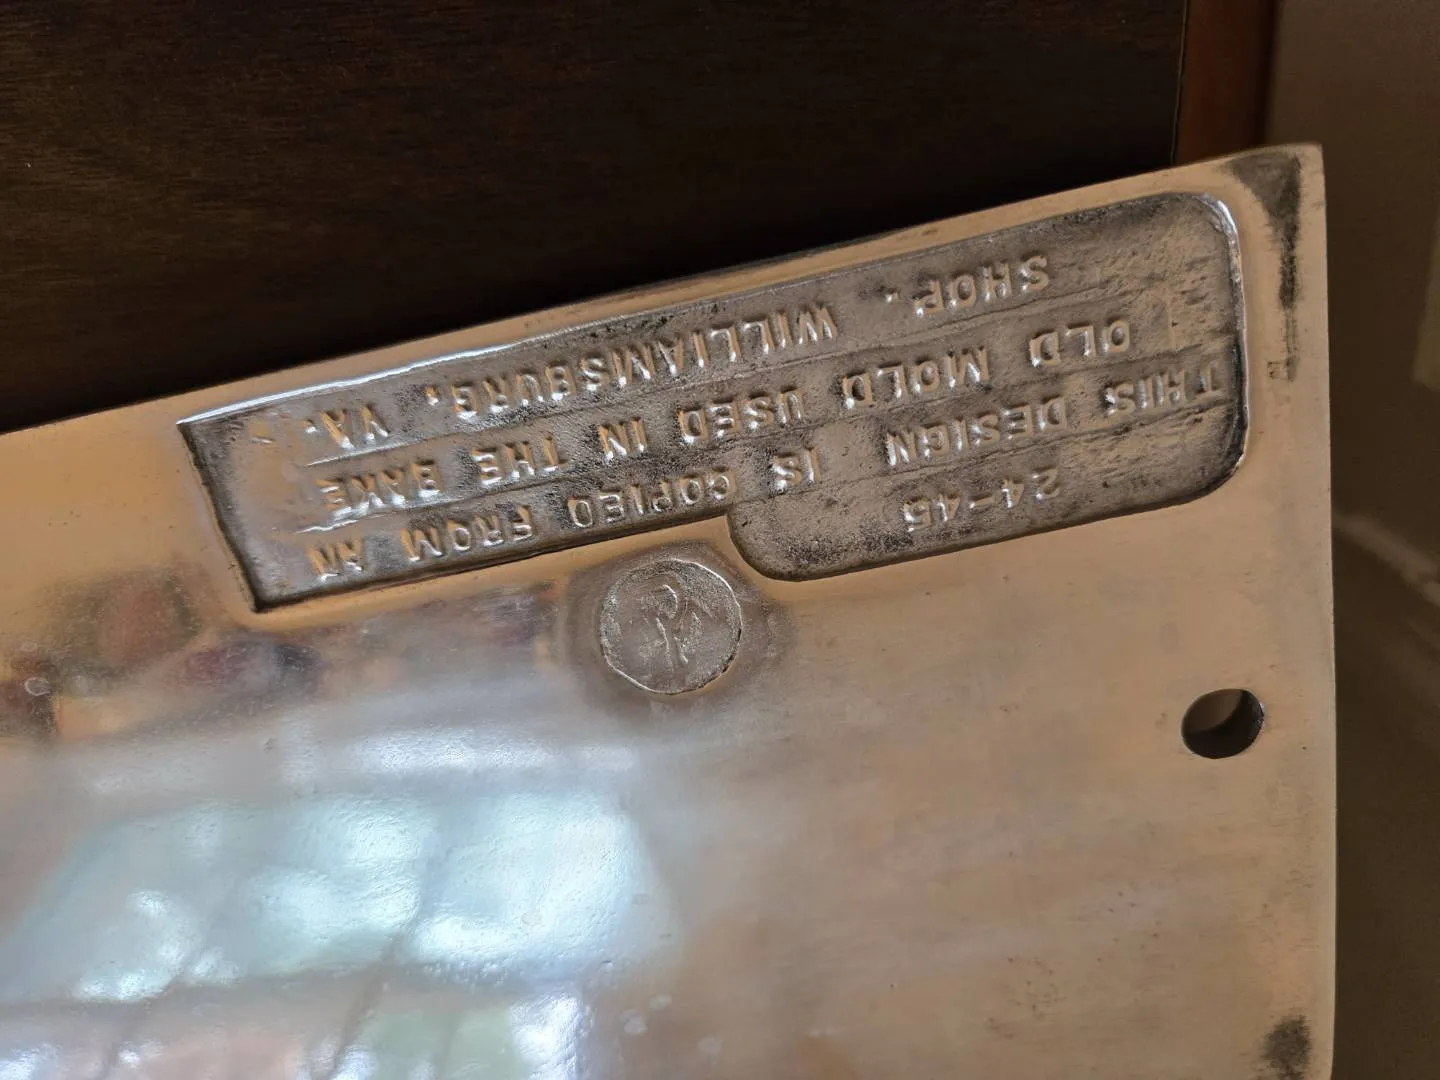 24-45
THIS DESIGN IS COPIED FROM AN
OLD MOLD USED IN THE BAKE
SHOP, WILLIAMSBURG, VA.